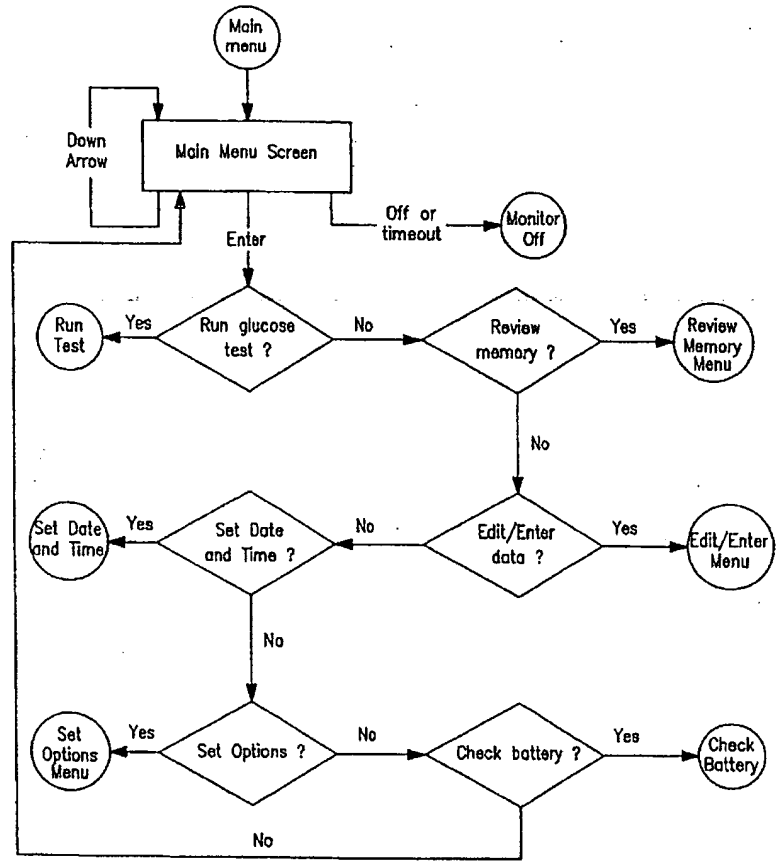 Main
menu
Down
Arrow
Main Menu Screen
Off or
timeout
Monitor
Off
Enter
Run
Test
Yes
Run glucose
test ?
No
Review
memory ?
Yes
Review
Memory
Menu
No
Set Date
and Time
Yes
Set Date
and Time ?
No
Edit/Enter
data ?
Yes
Edit/Enter
Menu
No
Set
Options
Menu
Yes
Set Options ?
No
Check battery ?
Yes
Check
Battery
No